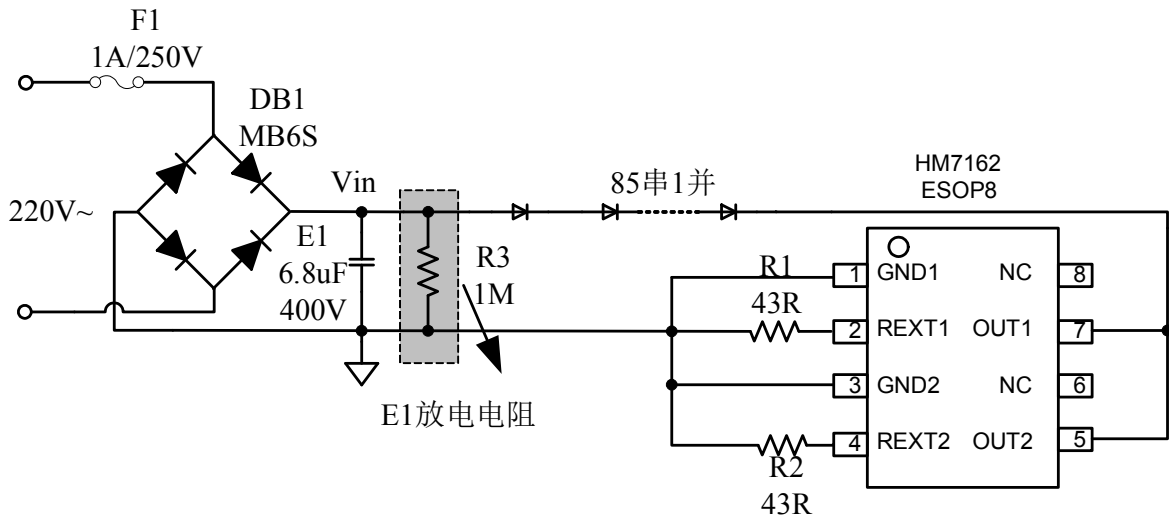 F1
1A/250V
DB1
MB6S
220V~
Vin
E1
6.8uF
400V
R3
1M
E1放电电阻
85串1并
HM7162
ESOP8
R1
43R
R2
43R
1 GND1 NC 8
2 REXT1 OUT1 7
3 GND2 NC 6
4 REXT2 OUT2 5